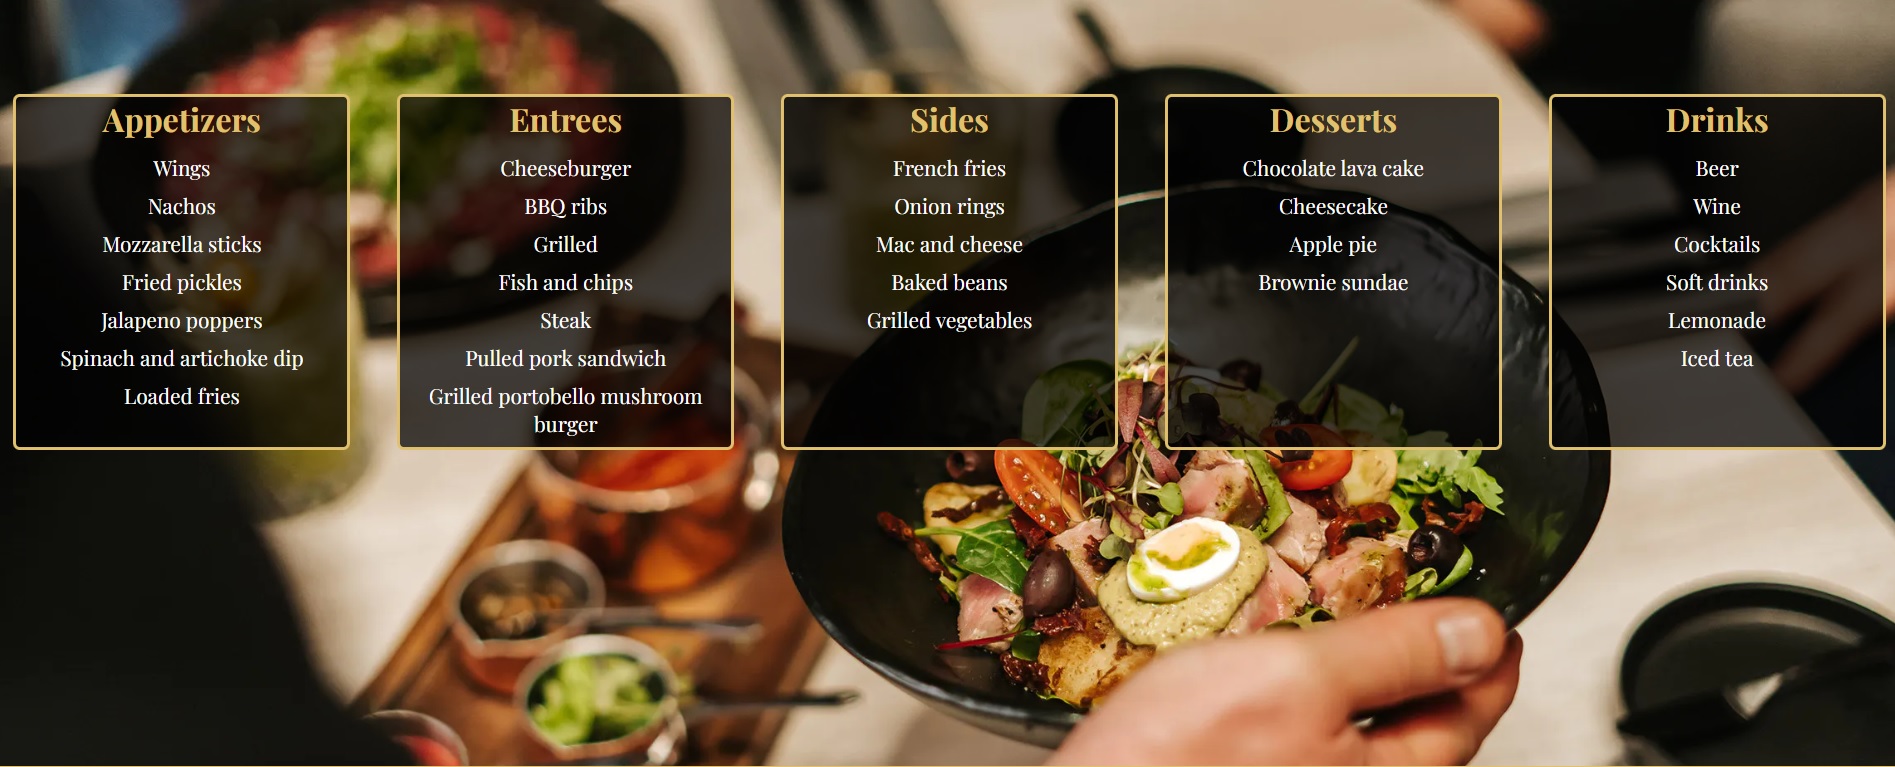 Appetizers
Wings
Nachos
Mozzarella sticks
Fried pickles
Jalapeno poppers
Spinach and artichoke dip
Loaded fries
Entrees
Cheeseburger
BBQ ribs
Grilled
Fish and chips
Steak
Pulled pork sandwich
Grilled portobello mushroom
burger
Sides
French fries
Onion rings
Mac and cheese
Baked beans
Grilled vegetables
Desserts
Chocolate lava cake
Cheesecake
Apple pie
Brownie sundae
Drinks
Beer
Wine
Cocktails
Soft drinks
Lemonade
Iced tea